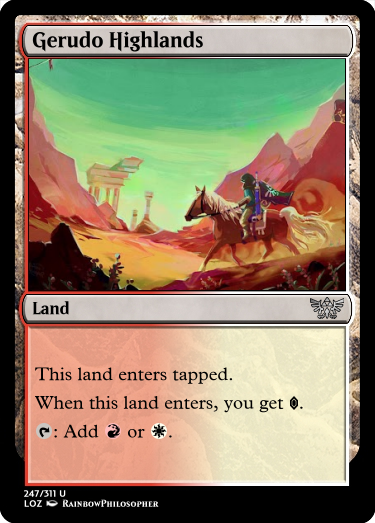 Gerudo Highlands
Land
This land enters tapped.
When this land enters, you get .
: Add or .
247/311 U
LOZ RainbowPhilosopher